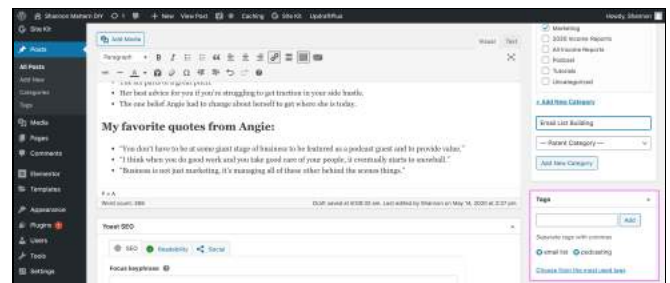 Shannon Mattern DIY
1
+ New
View Post
Caching
Site Kit
UpdraftPlus
Howdy, Shannon
Site Kit
Posts
All Posts
Add New
Categories
Tags
Media
Pages
Comments
Elementor
Templates
Appearance
Plugins
Users
Tools
Settings
Add Media
Visual
Text
Paragraph
• Her best advice for you if you're struggling to get traction in your side hustle.
• The one belief Angie had to change about herself to get where she is today.
My favorite quotes from Angie:
• "You don't have to be at some giant stage of business to be featured as a podcast guest and to provide value."
• "I think when you do good work and you take good care of your people, it eventually starts to snowball."
• "Business is not just marketing, it's managing all of these other behind the scenes things."
Word count: 386
Yoast SEO
SEO
Readability
Social
Focus keyphrase
Marketing
2020 Income Reports
All Income Reports
Podcast
Tutorials
Uncategorized
+ Add New Category
Email List Building
— Parent Category —
Add New Category
Tags
Add
Separate tags with commas
email list
podcasting
Choose from the most used tags